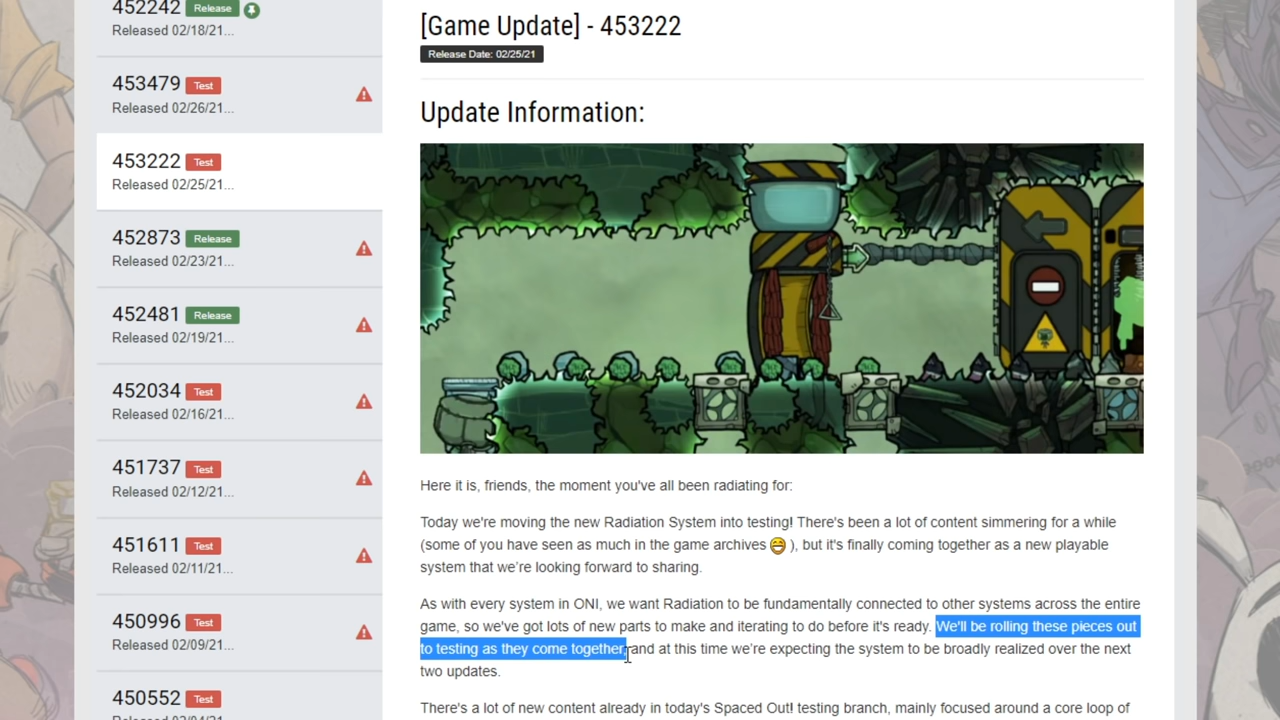 452242 Release
Released 02/18/21...
453479 Test
Released 02/26/21...
453222 Test
Released 02/25/21...
452873 Release
Released 02/23/21...
452481 Release
Released 02/19/21...
452034 Test
Released 02/16/21...
451737 Test
Released 02/12/21...
451611 Test
Released 02/11/21...
450996 Test
Released 02/09/21...
450552 Test
[Game Update] - 453222
Release Date: 02/25/21
Update Information:
Here it is, friends, the moment you've all been radiating for:
Today we're moving the new Radiation System into testing! There's been a lot of content simmering for a while
(some of you have seen as much in the game archives 😄 ), but it's finally coming together as a new playable
system that we're looking forward to sharing.
As with every system in ONI, we want Radiation to be fundamentally connected to other systems across the entire
game, so we've got lots of new parts to make and iterating to do before it's ready. We'll be rolling these pieces out
to testing as they come together, and at this time we're expecting the system to be broadly realized over the next
two updates.
There's a lot of new content already in today's Spaced Out! testing branch, mainly focused around a core loop of